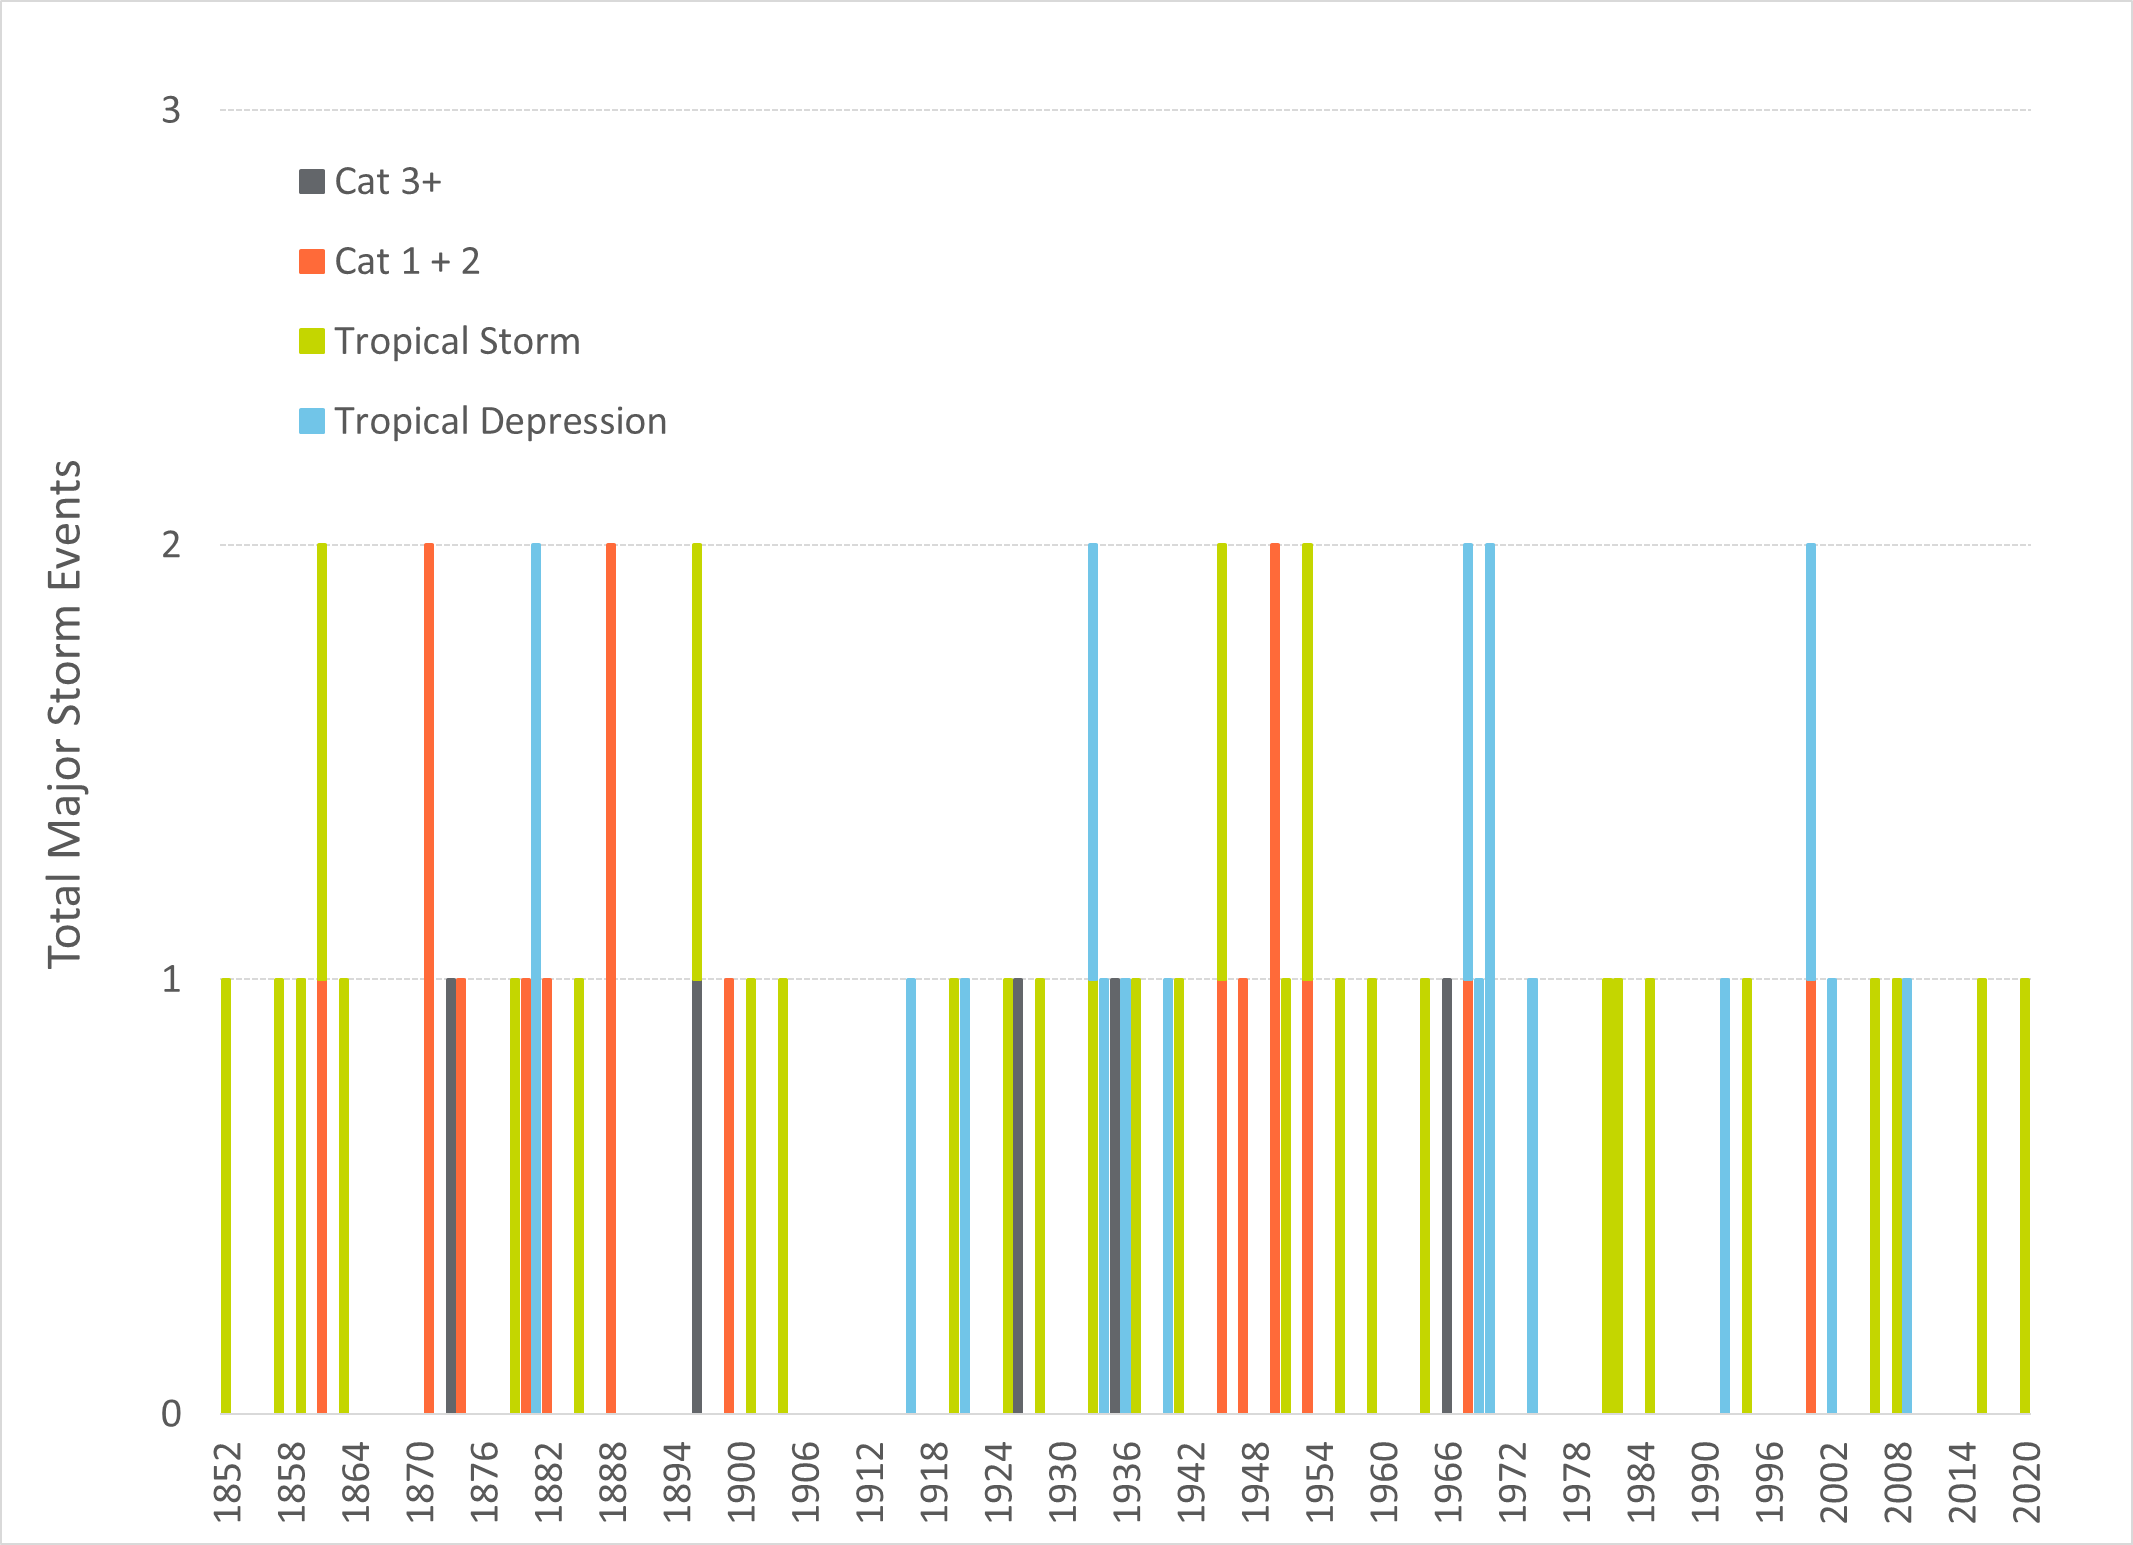 3
Cat 3+
Cat 1 + 2
Tropical Storm
Tropical Depression
Total Major Storm Events
2
1
0
1852 1858 1864 1870 1876 1882 1888 1894 1900 1906 1912 1918 1924 1930 1936 1942 1948 1954 1960 1966 1972 1978 1984 1990 1996 2002 2008 2014 2020